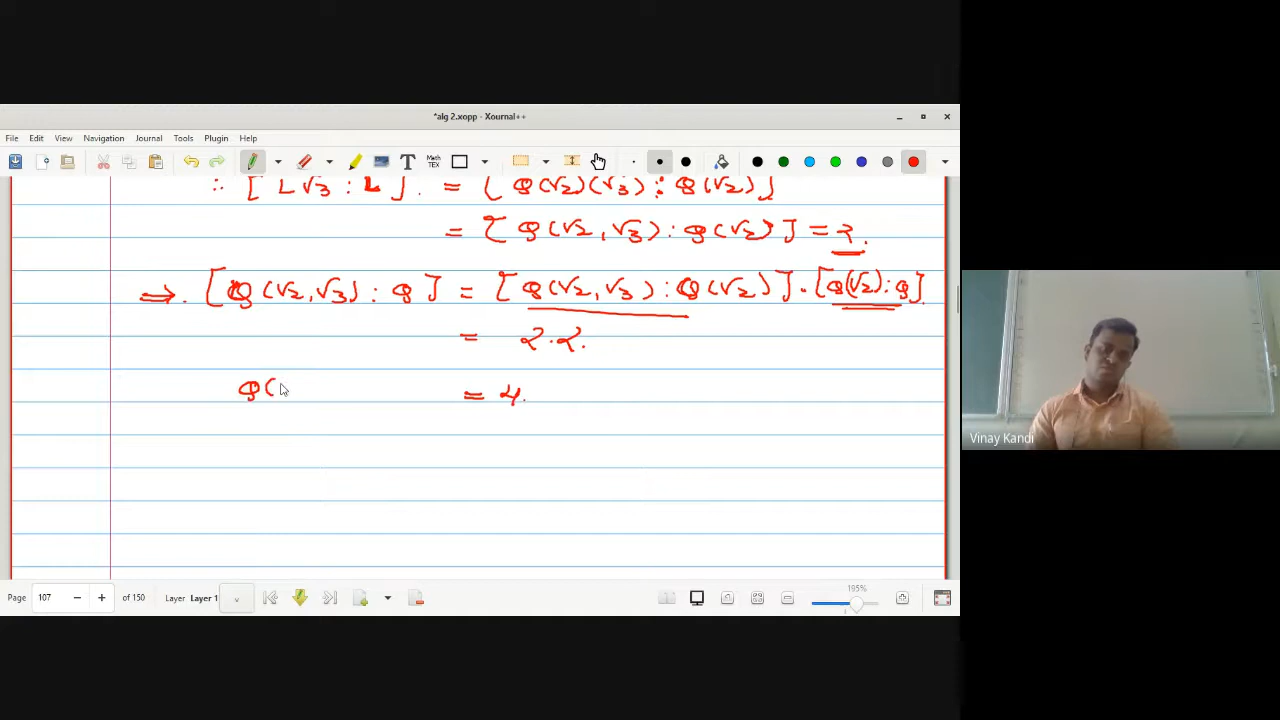 *alg 2.xopp - Xournal++
File Edit View Navigation Journal Tools Plugin Help
∴ [L√3 : L]. = [Q(√2)(√3) : Q(√2)]
= [Q(√2,√3) : Q(√2)] = 2.
⇒. [Q(√2,√3) : Q] = [Q(√2,√3) : Q(√2)] · [Q(√2) : Q].
= 2·2.
Q( = 4.
Vinay Kandi
Page 107 of 150 Layer Layer 1 195%